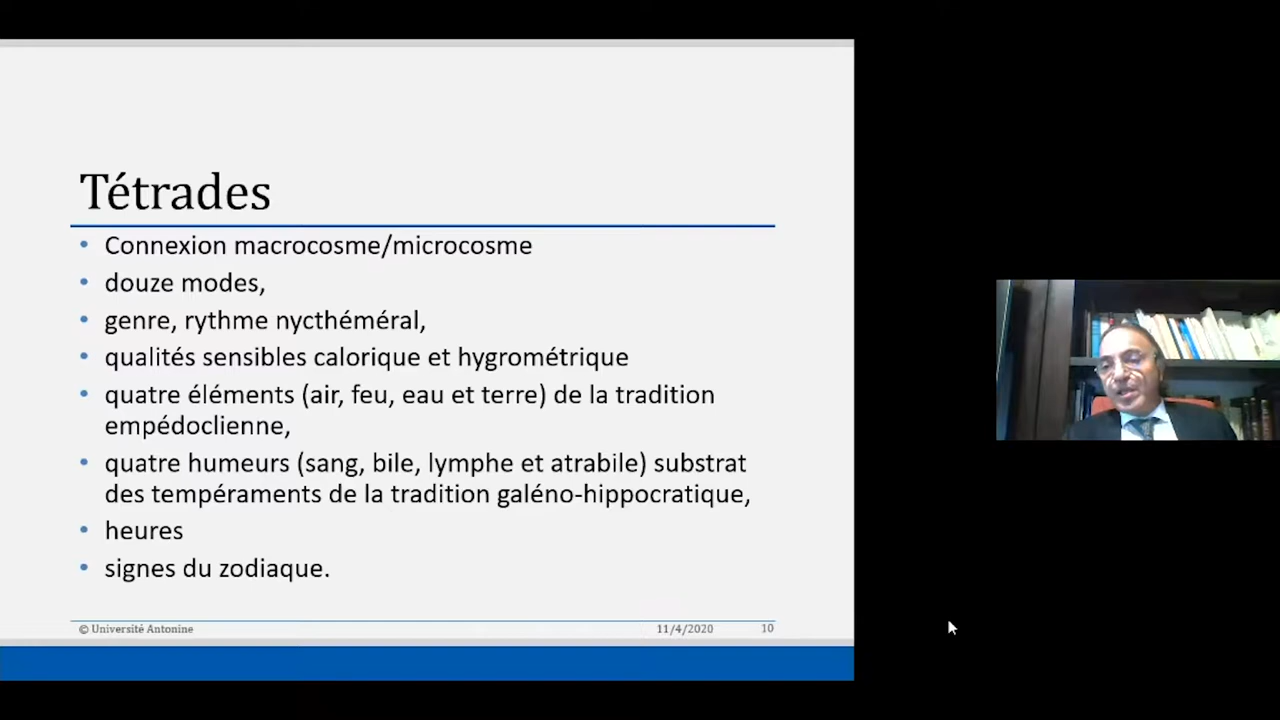 Tétrades
• Connexion macrocosme/microcosme
• douze modes,
• genre, rythme nycthéméral,
• qualités sensibles calorique et hygrométrique
• quatre éléments (air, feu, eau et terre) de la tradition
empédoclienne,
• quatre humeurs (sang, bile, lymphe et atrabile) substrat
des tempéraments de la tradition galéno-hippocratique,
• heures
• signes du zodiaque.
© Université Antonine 11/4/2020 10